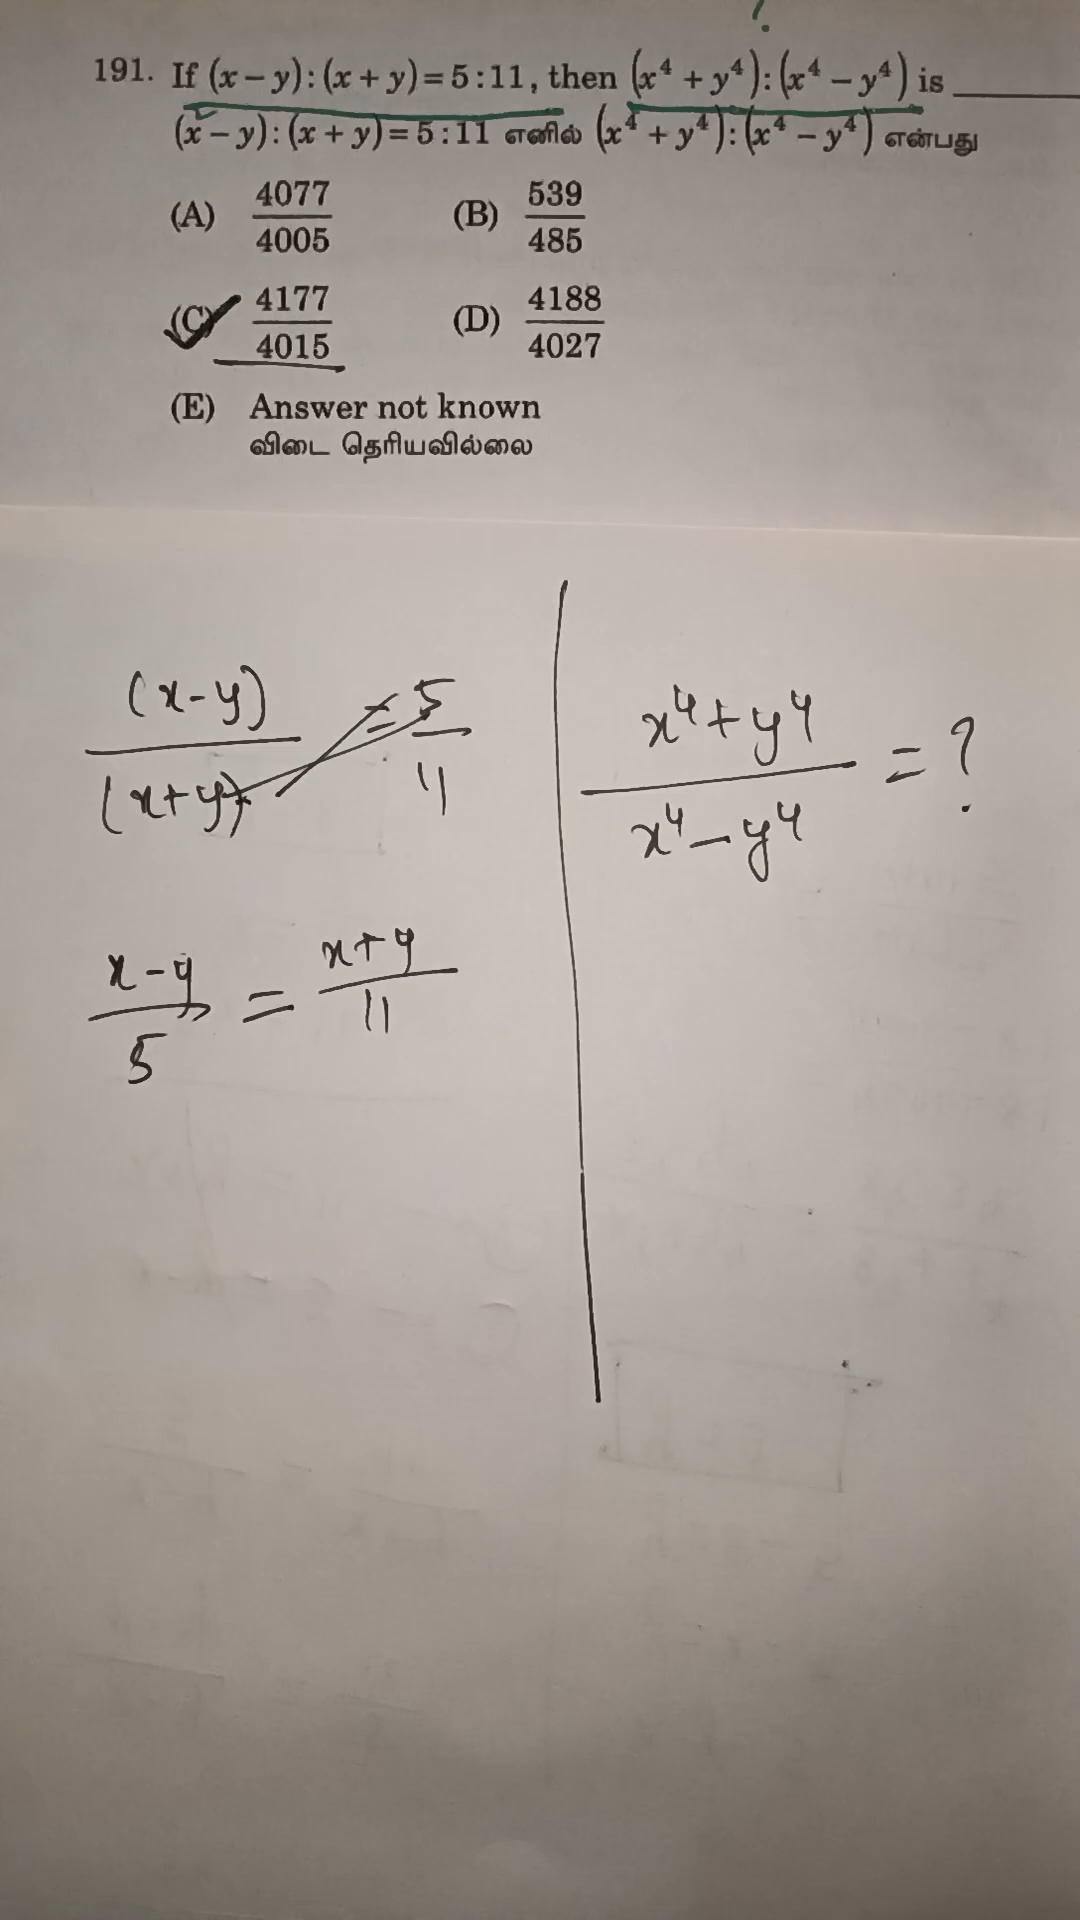 ?
191. If (x – y) : (x + y) = 5 : 11, then (x⁴ + y⁴) : (x⁴ – y⁴) is ______
(x – y) : (x + y) = 5 : 11 எனில் (x⁴ + y⁴) : (x⁴ – y⁴) என்பது
(A) 4077/4005 (B) 539/485
(C) 4177/4015 (D) 4188/4027
(E) Answer not known
விடை தெரியவில்லை
(x-y)/(x+y) = 5/11
x⁴+y⁴/x⁴-y⁴ = ?
x-y/5 = x+y/11